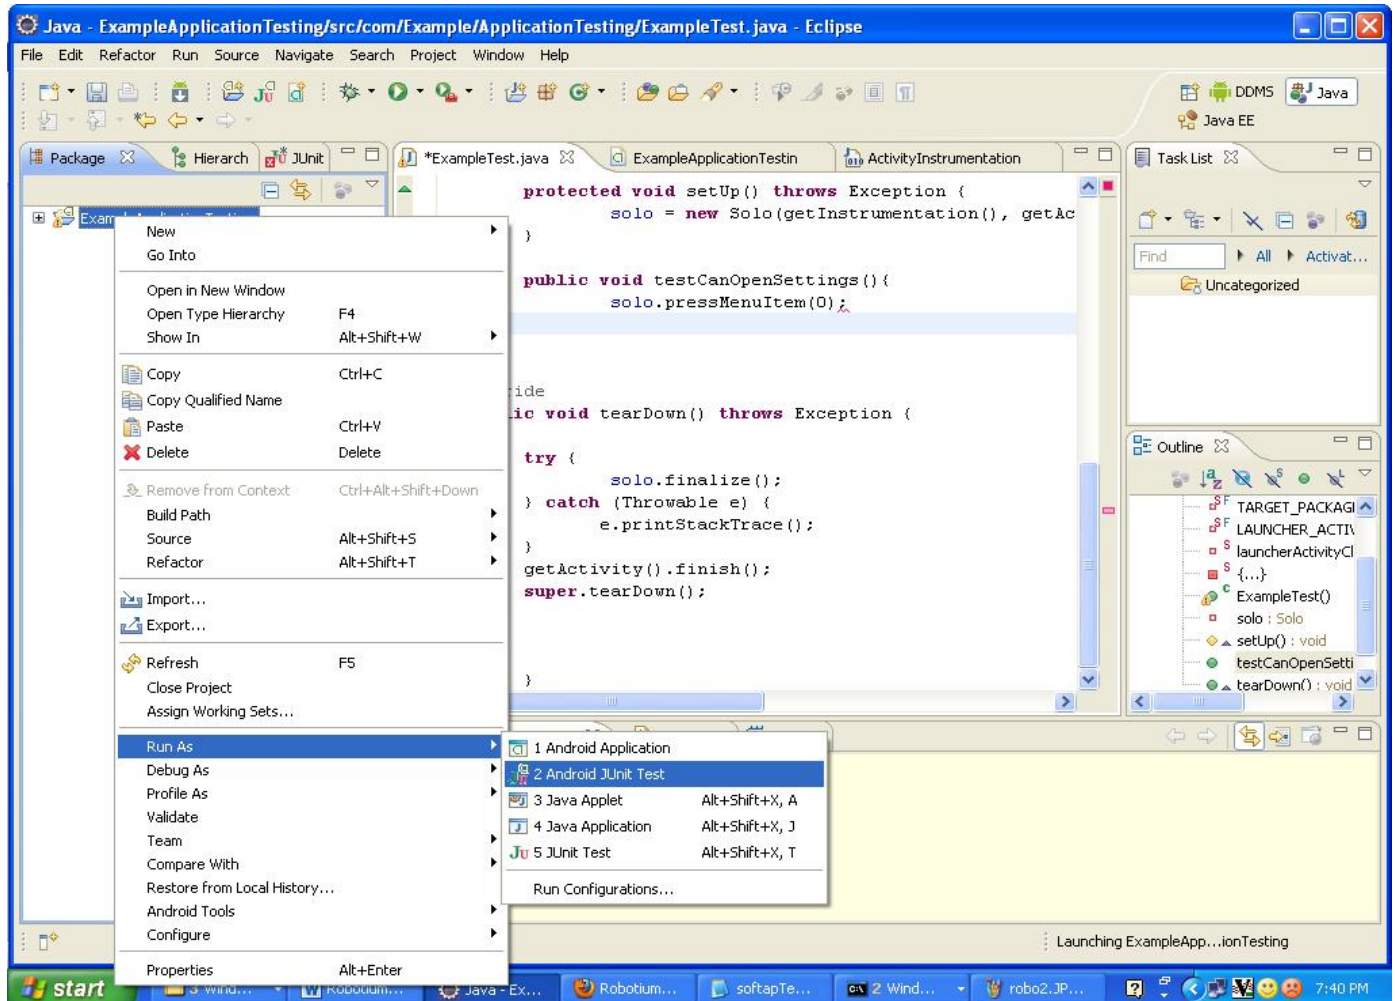 Java - ExampleApplicationTesting/src/com/Example/ApplicationTesting/ExampleTest.java - Eclipse
File Edit Refactor Run Source Navigate Search Project Window Help
DDMS Java
Java EE
Package Hierarch JUnit
*ExampleTest.java ExampleApplicationTestin ActivityInstrumentation
Task List
protected void setUp() throws Exception {
solo = new Solo(getInstrumentation(), getAc
}
public void testCanOpenSettings(){
solo.pressMenuItem(0);
ide
ic void tearDown() throws Exception {
try {
solo.finalize();
} catch (Throwable e) {
e.printStackTrace();
}
getActivity().finish();
super.tearDown();
}
New
Go Into
Open in New Window
Open Type Hierarchy F4
Show In Alt+Shift+W
Copy Ctrl+C
Copy Qualified Name
Paste Ctrl+V
Delete Delete
Remove from Context Ctrl+Alt+Shift+Down
Build Path
Source Alt+Shift+S
Refactor Alt+Shift+T
Import...
Export...
Refresh F5
Close Project
Assign Working Sets...
Run As
Debug As
Profile As
Validate
Team
Compare With
Restore from Local History...
Android Tools
Configure
Properties Alt+Enter
1 Android Application
2 Android JUnit Test
3 Java Applet Alt+Shift+X, A
4 Java Application Alt+Shift+X, J
5 JUnit Test Alt+Shift+X, T
Run Configurations...
Find All Activat...
Uncategorized
Outline
TARGET_PACKAGI
LAUNCHER_ACTIV
launcherActivityCl
{...}
ExampleTest()
solo : Solo
setUp() : void
testCanOpenSetti
tearDown() : void
Launching ExampleApp...ionTesting
start 3 Wind... Robotium... Java - Ex... Robotium... softapTe... 2 Wind... robo2.JP... 7:40 PM